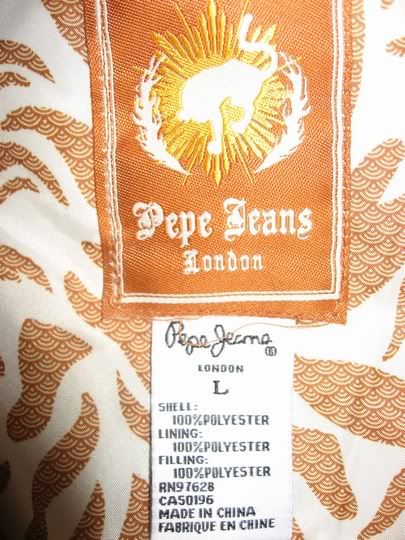 Pepe Jeans
London
Pepe Jeans
LONDON
L
SHELL:
100%POLYESTER
LINING:
100%POLYESTER
FILLING:
100%POLYESTER
RN97628
CA50196
MADE IN CHINA
FABRIQUE EN CHINE